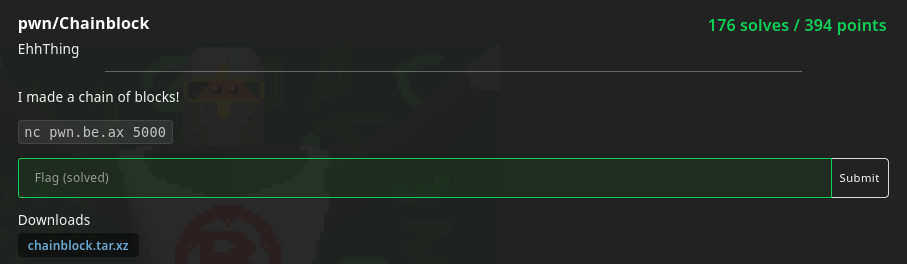 pwn/Chainblock
176 solves / 394 points
EhhThing
I made a chain of blocks!
nc pwn.be.ax 5000
Flag (solved)
Submit
Downloads
chainblock.tar.xz